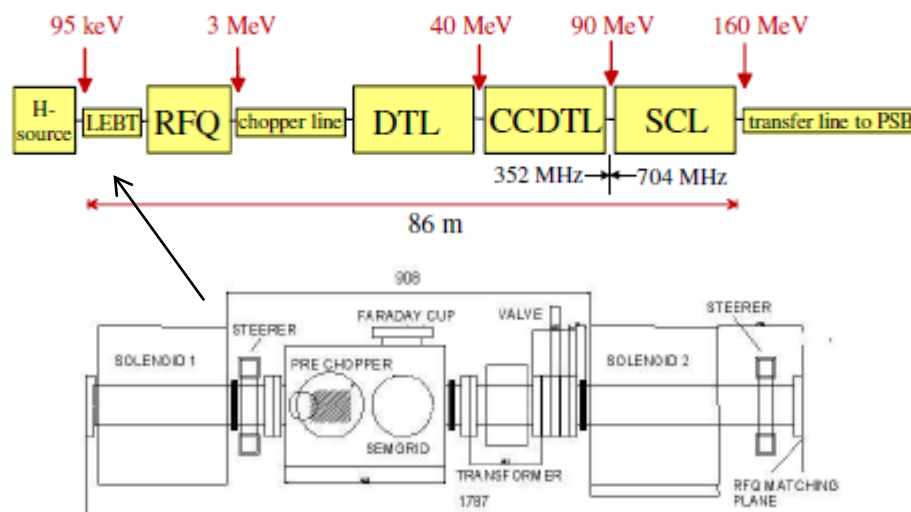 95 keV 3 MeV 40 MeV 90 MeV 160 MeV
H-
source
LEBT
RFQ
chopper line
DTL
CCDTL
SCL
transfer line to PSB
352 MHz 704 MHz
86 m
908
FARADAY CUP
VALVE
STEERER
STEERER
SOLENOID 1
PRE CHOPPER
SOLENOID 2
SEMGRID
TRANSFORMER
RFQ MATCHING
PLANE
1787